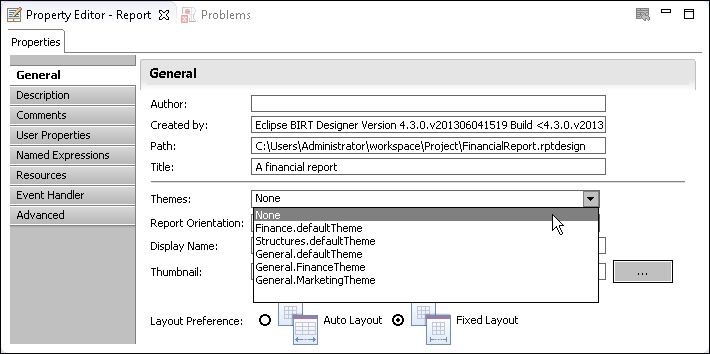 Property Editor - Report
Problems
Properties
General
Description
Comments
User Properties
Named Expressions
Resources
Event Handler
Advanced
General
Author:
Created by: Eclipse BIRT Designer Version 4.3.0.v201306041519 Build <4.3.0.v2013
Path: C:\Users\Administrator\workspace\Project\FinancialReport.rptdesign
Title: A financial report
Themes: None
None
Report Orientation:
Finance.defaultTheme
Structures.defaultTheme
Display Name:
General.defaultTheme
General.FinanceTheme
Thumbnail: ...
General.MarketingTheme
Layout Preference: Auto Layout Fixed Layout